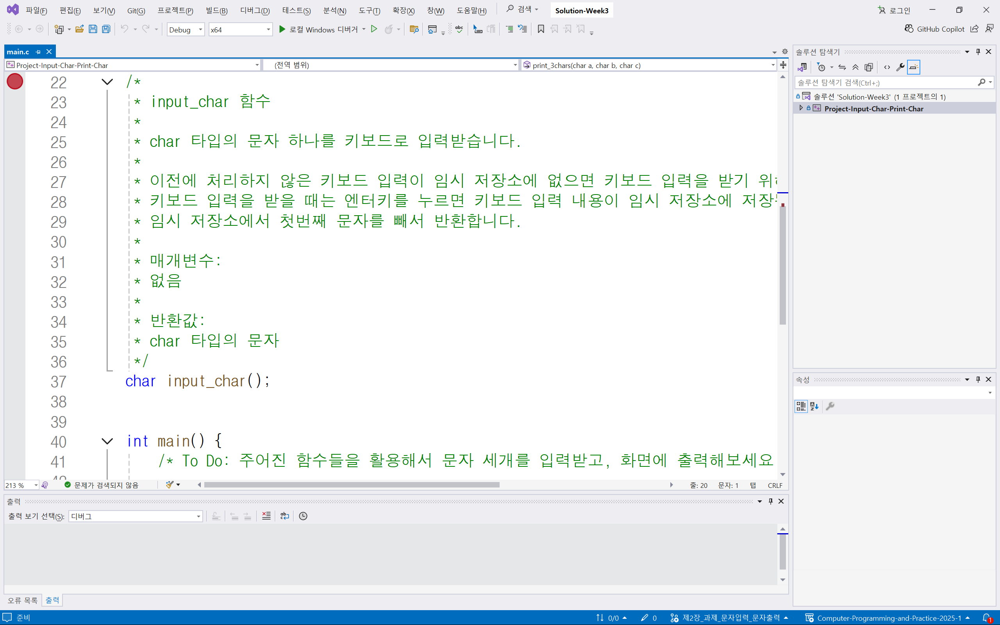 파일(F) 편집(E) 보기(V) Git(G) 프로젝트(P) 빌드(B) 디버그(D) 테스트(S) 분석(N) 도구(T) 확장(X) 창(W) 도움말(H) 검색 Solution-Week3 로그인
Debug x64 로컬 Windows 디버거 abc GitHub Copilot
main.c
Project-Input-Char-Print-Char (전역 범위) print_3chars(char a, char b, char c)
22 /*
23 * input_char 함수
24 *
25 * char 타입의 문자 하나를 키보드로 입력받습니다.
26 *
27 * 이전에 처리하지 않은 키보드 입력이 임시 저장소에 없으면 키보드 입력을 받기
28 * 키보드 입력을 받을 때는 엔터키를 누르면 키보드 입력 내용이 임시 저장소에
29 * 임시 저장소에서 첫번째 문자를 빼서 반환합니다.
30 *
31 * 매개변수:
32 * 없음
33 *
34 * 반환값:
35 * char 타입의 문자
36 */
37 char input_char();
38
39
40 int main() {
41 /* To Do: 주어진 함수들을 활용해서 문자 세개를 입력받고, 화면에 출력해보세요
213 % 문제가 검색되지 않음 줄: 20 문자: 1 탭 CRLF
출력
출력 보기 선택(S): 디버그
오류 목록 출력
솔루션 탐색기
솔루션 탐색기 검색(Ctrl+;)
솔루션 'Solution-Week3' (1 프로젝트의 1)
Project-Input-Char-Print-Char
속성
준비 0/0 0 제2장_과제_문자입력_문자출력 Computer-Programming-and-Practice-2025-1 1